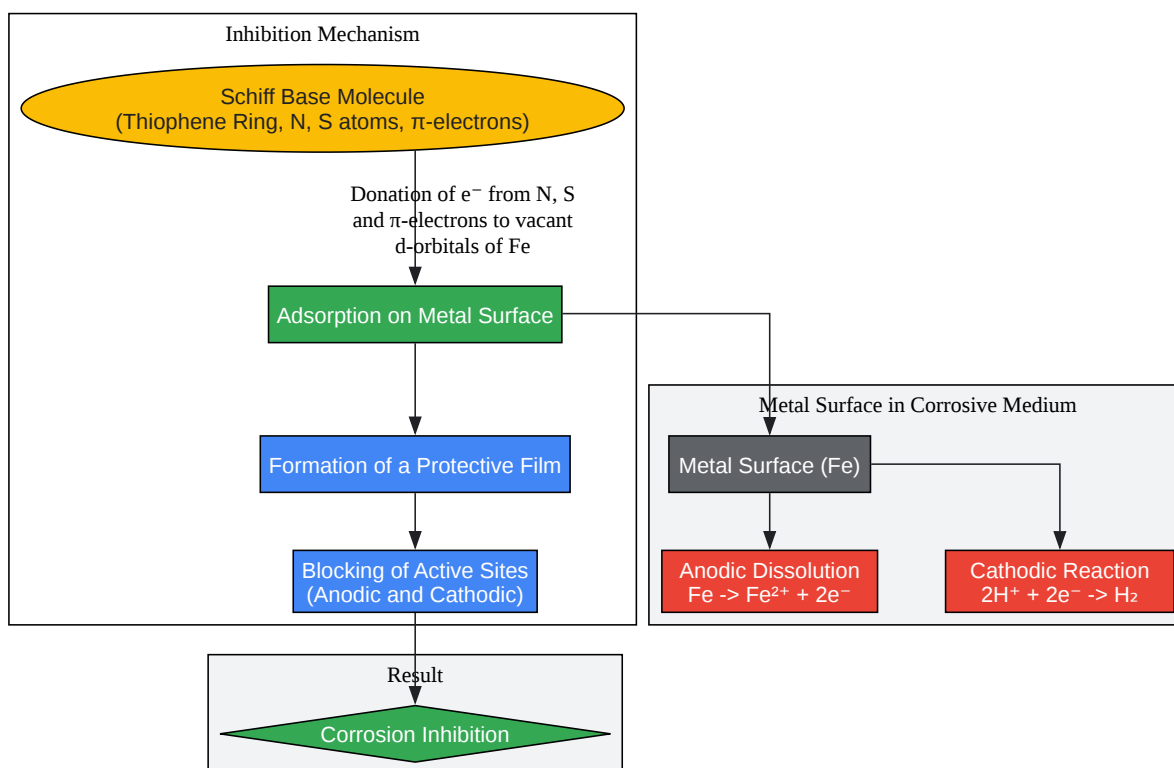 Inhibition Mechanism
Schiff Base Molecule
(Thiophene Ring, N, S atoms, π-electrons)
Donation of e⁻ from N, S
and π-electrons to vacant
d-orbitals of Fe
Adsorption on Metal Surface
Formation of a Protective Film
Blocking of Active Sites
(Anodic and Cathodic)
Metal Surface in Corrosive Medium
Metal Surface (Fe)
Anodic Dissolution
Fe -> Fe²⁺ + 2e⁻
Cathodic Reaction
2H⁺ + 2e⁻ -> H₂
Result
Corrosion Inhibition